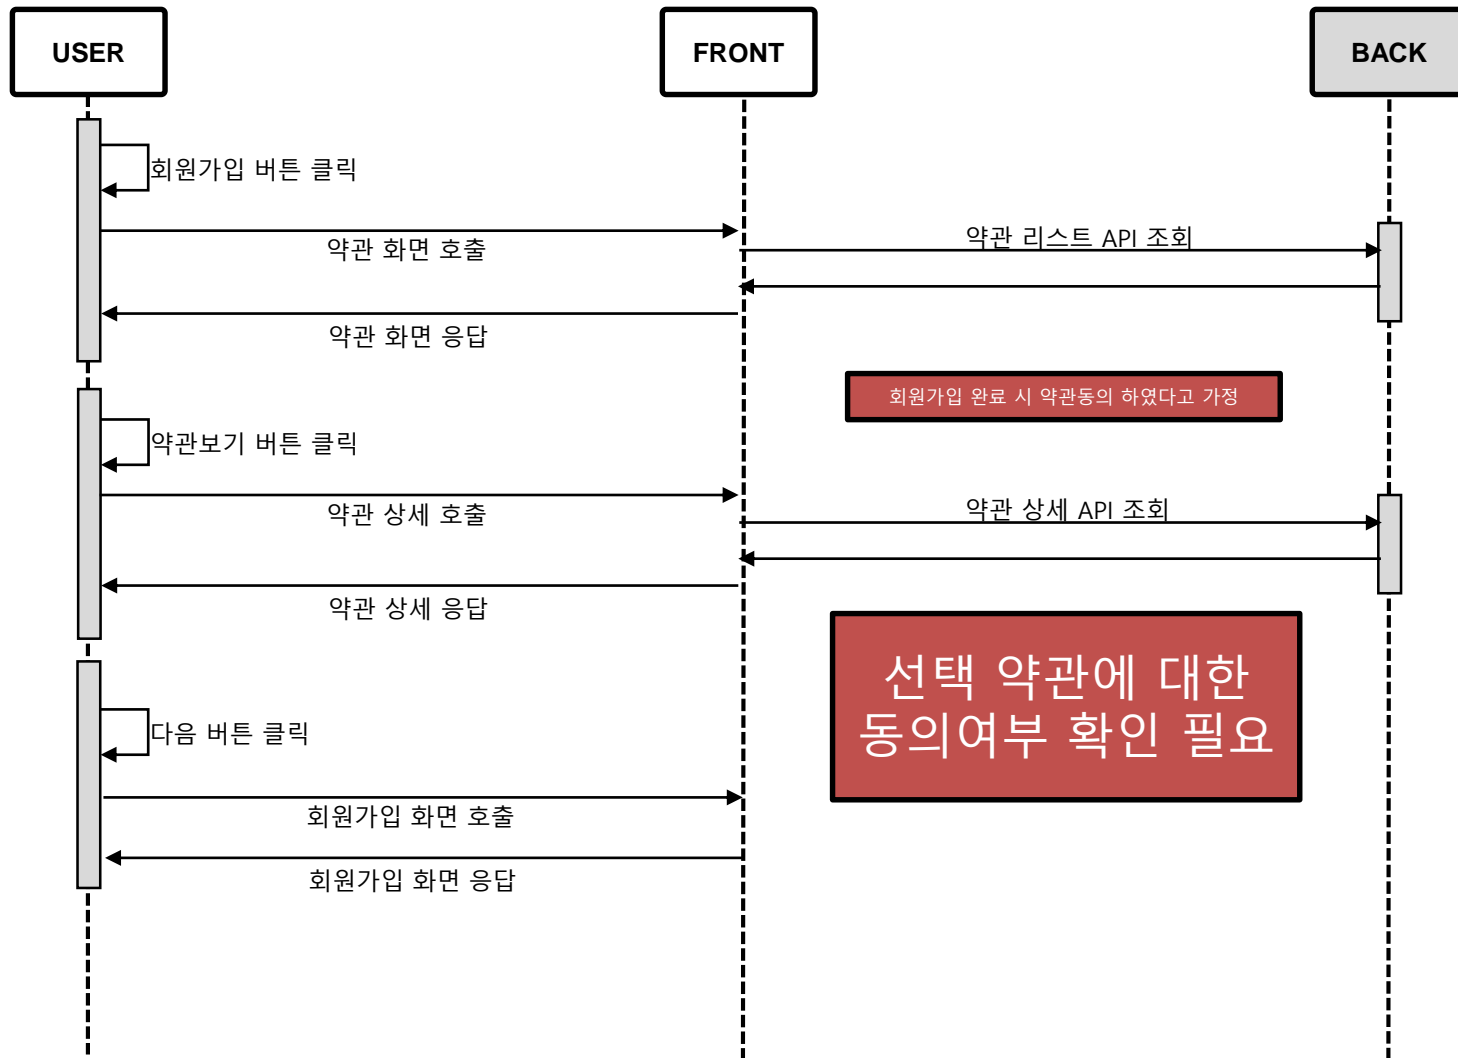 USER
FRONT
BACK
회원가입 버튼 클릭
약관 화면 호출
약관 리스트 API 조회
약관 화면 응답
회원가입 완료 시 약관동의 하였다고 가정
약관보기 버튼 클릭
약관 상세 호출
약관 상세 API 조회
약관 상세 응답
선택 약관에 대한
동의여부 확인 필요
다음 버튼 클릭
회원가입 화면 호출
회원가입 화면 응답